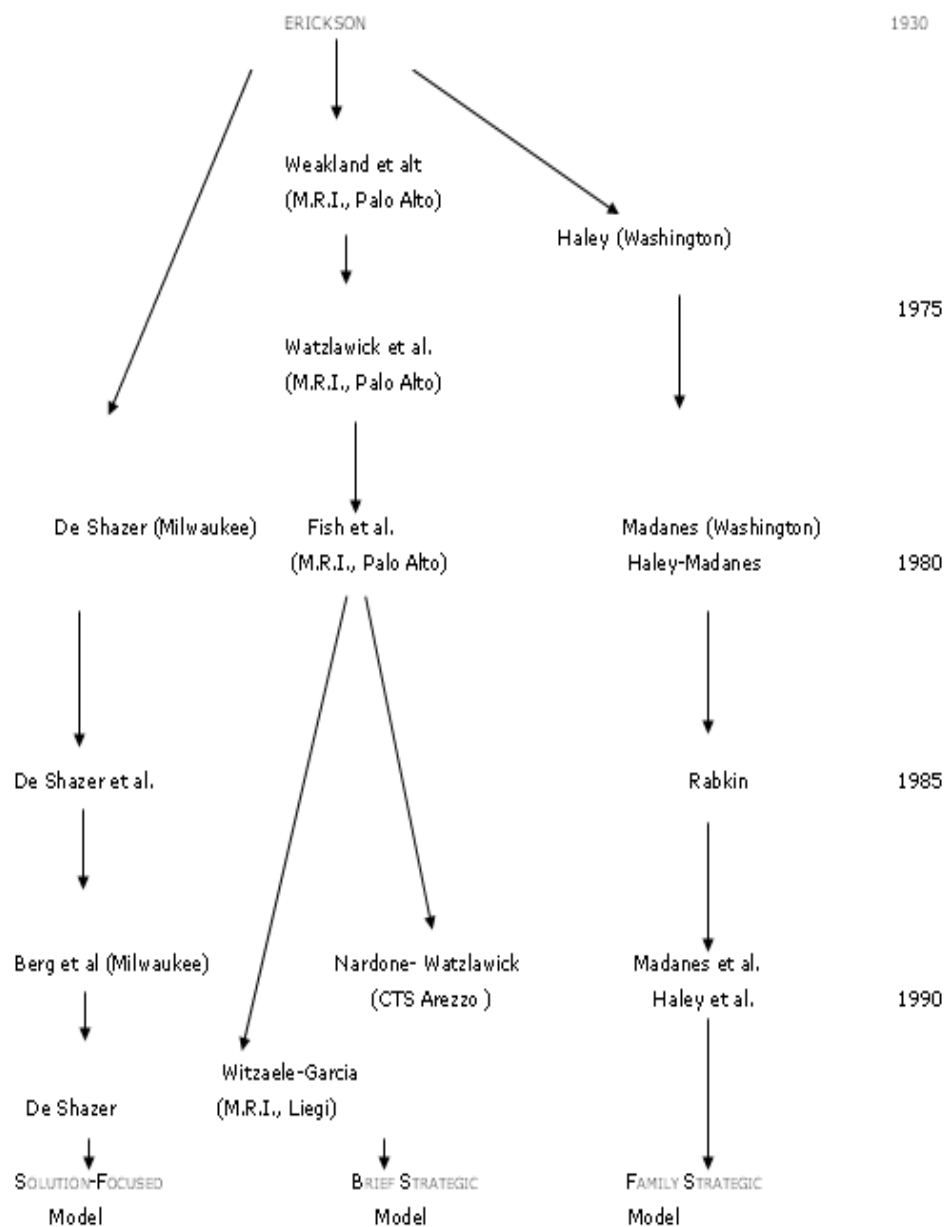 ERICKSON 1930
Weakland et alt
(M.R.I., Palo Alto)
Haley (Washington)
1975
Watzlawick et al.
(M.R.I., Palo Alto)
De Shazer (Milwaukee) Fish et al. Madanes (Washington)
(M.R.I., Palo Alto) Haley-Madanes 1980
De Shazer et al. Rabkin 1985
Berg et al (Milwaukee) Nardone- Watzlawick Madanes et al.
(CTS Arezzo ) Haley et al. 1990
Witzaele-Garcia
De Shazer (M.R.I., Liegi)
SOLUTION-FOCUSED BRIEF STRATEGIC FAMILY STRATEGIC
Model Model Model